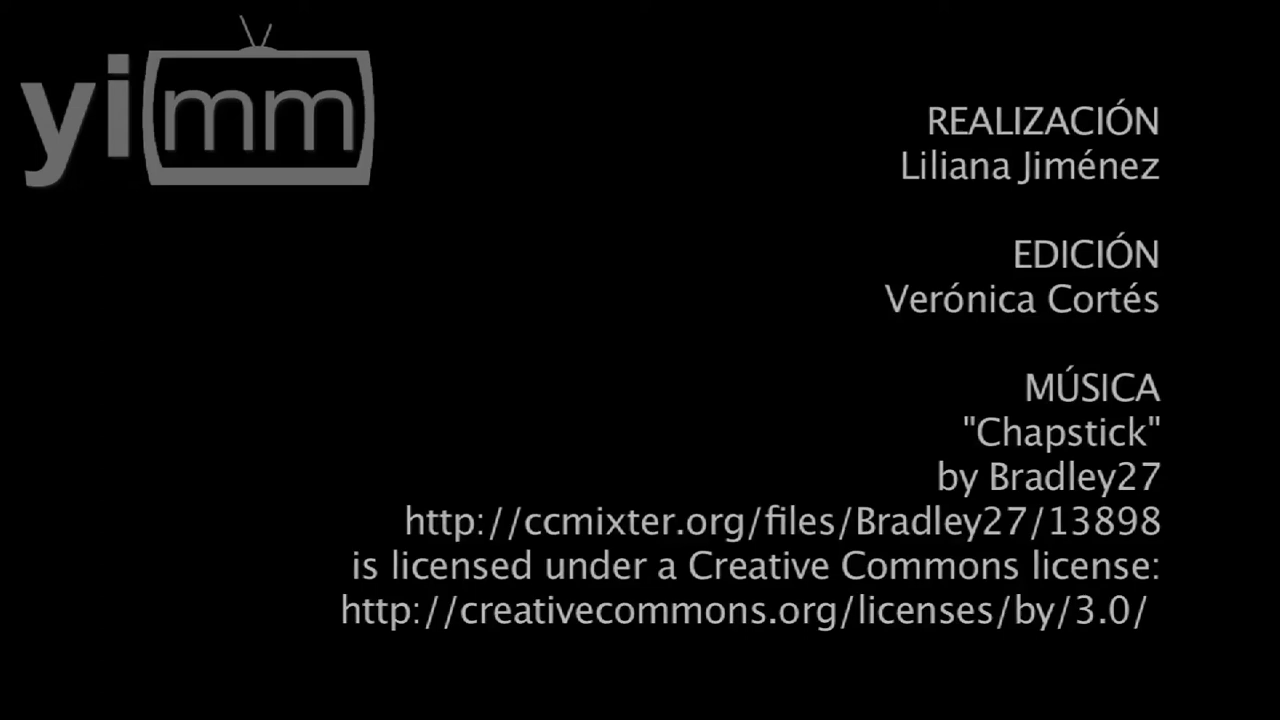 yimm
REALIZACIÓN
Liliana Jiménez
EDICIÓN
Verónica Cortés
MÚSICA
"Chapstick"
by Bradley27
http://ccmixter.org/files/Bradley27/13898
is licensed under a Creative Commons license:
http://creativecommons.org/licenses/by/3.0/